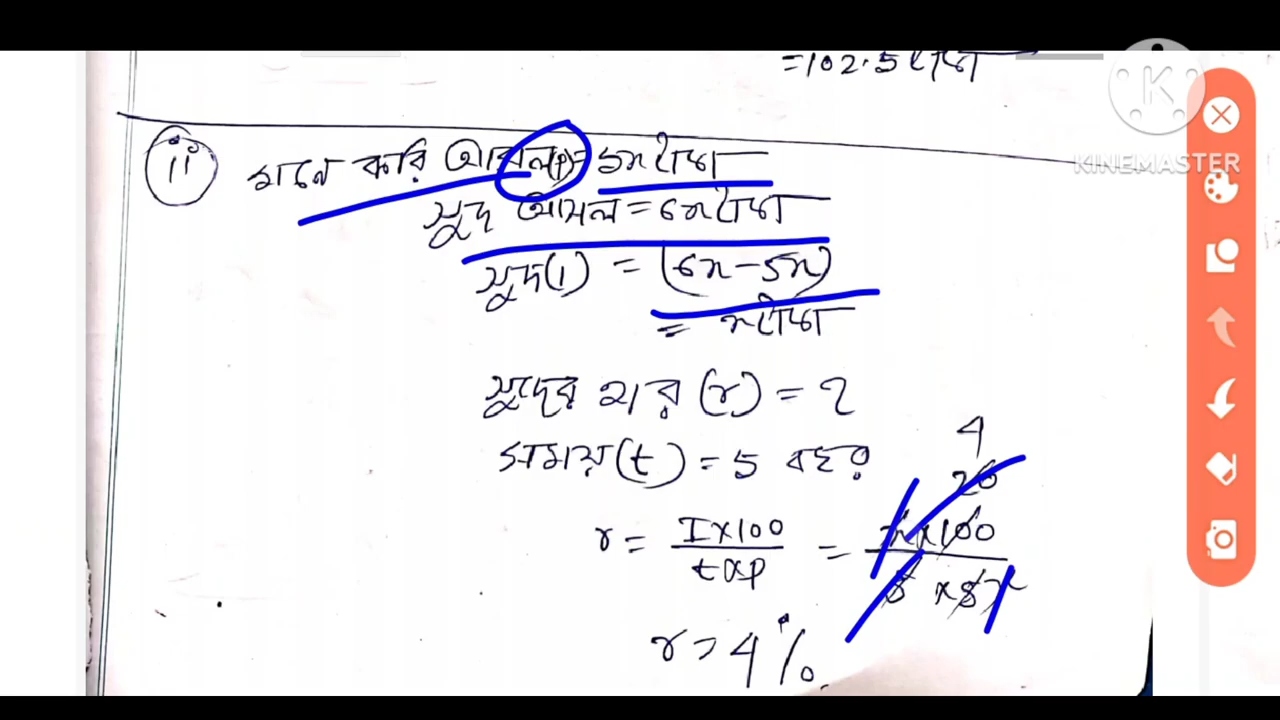 =102.5 টাকা
KINEMASTER
ii মনে করি আসল(p)= 5x টাকা
সুদ আসল = 6x টাকা
সুদ(I) = (6x - 5x)
= x টাকা
সুদের হার (r) = ?
সময়(t) = 5 বছর
4
20
r = I×100 / t×p = x×100 / 5×5x
r = 4%